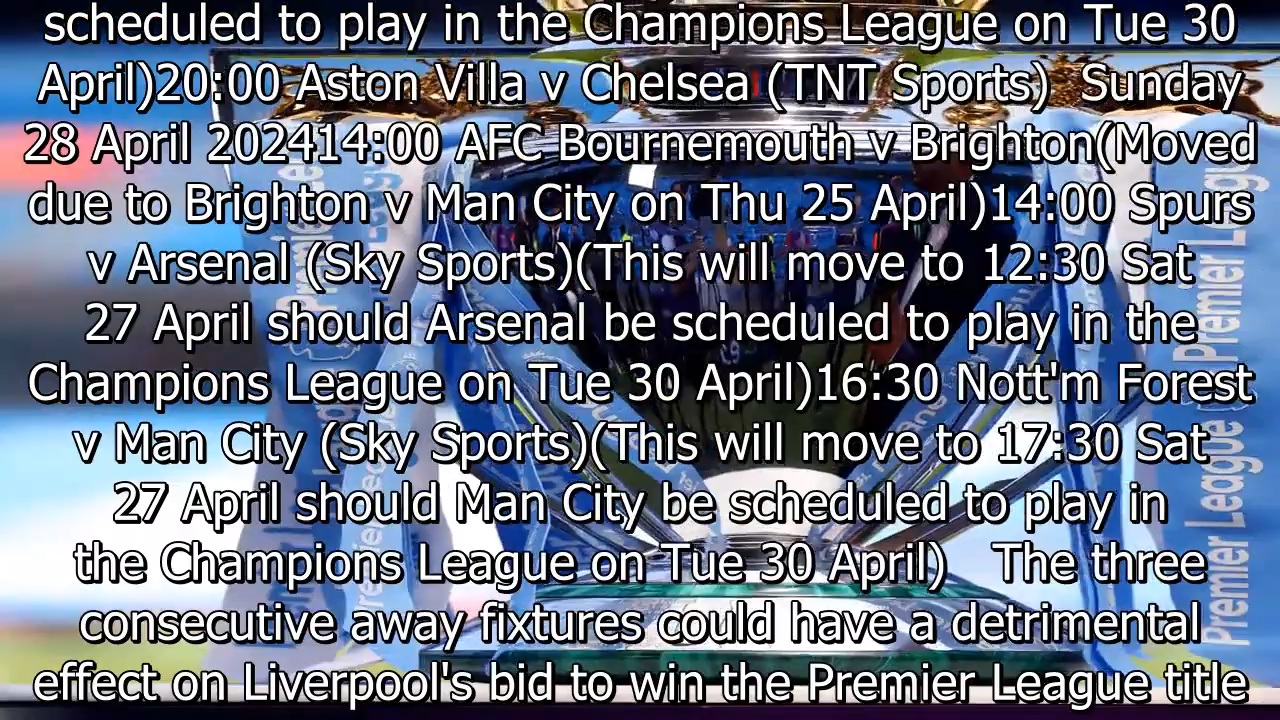 scheduled to play in the Champions League on Tue 30
April)20:00 Aston Villa v Chelsea (TNT Sports)  Sunday
28 April 202414:00 AFC Bournemouth v Brighton(Moved
due to Brighton v Man City on Thu 25 April)14:00 Spurs
v Arsenal (Sky Sports)(This will move to 12:30 Sat
27 April should Arsenal be scheduled to play in the
Champions League on Tue 30 April)16:30 Nott'm Forest
v Man City (Sky Sports)(This will move to 17:30 Sat
27 April should Man City be scheduled to play in
the Champions League on Tue 30 April)   The three
consecutive away fixtures could have a detrimental
effect on Liverpool's bid to win the Premier League title
Premier League
Premier League